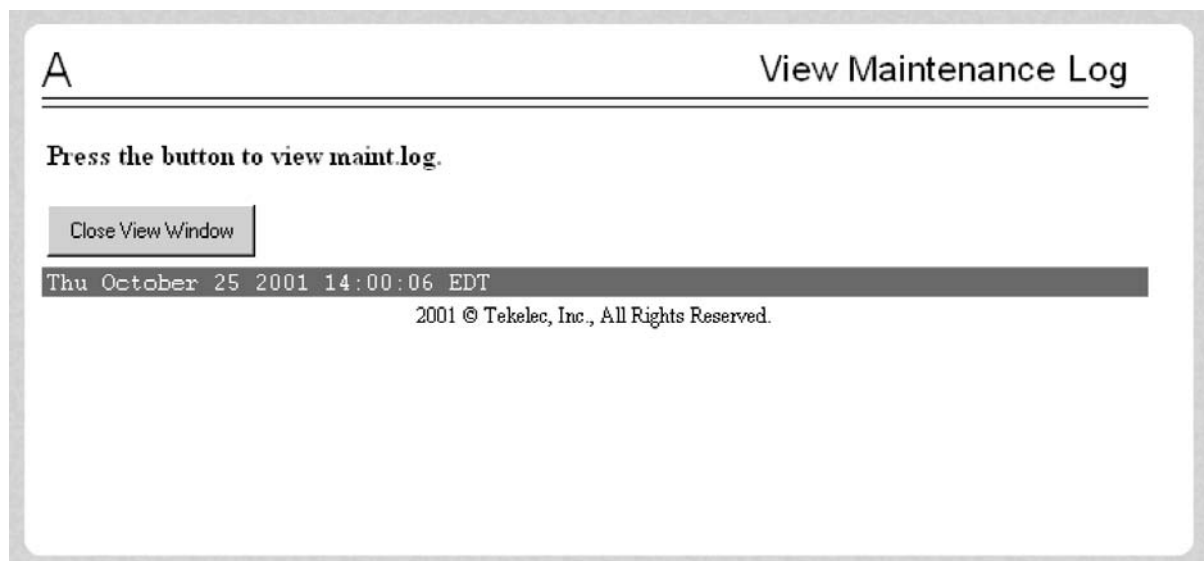 A
View Maintenance Log
Press the button to view maint.log.
Close View Window
Thu October 25 2001 14:00:06 EDT
2001 © Tekelec, Inc., All Rights Reserved.